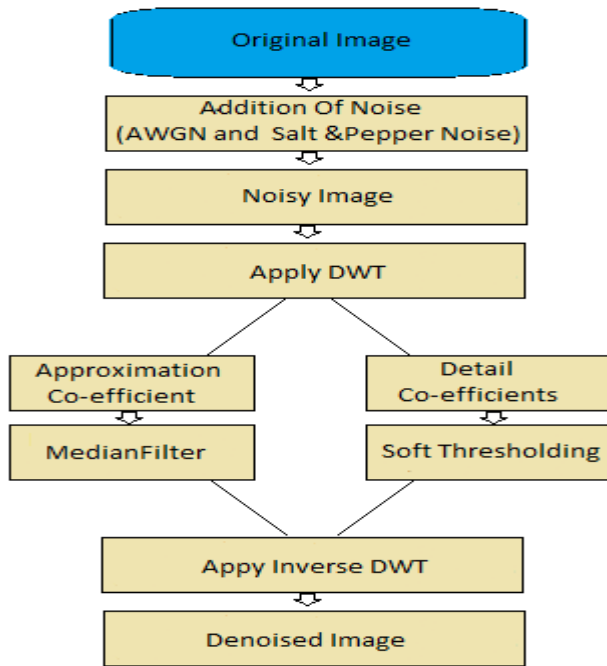 Original Image
Addition Of Noise
(AWGN and Salt &Pepper Noise)
Noisy Image
Apply DWT
Approximation
Co-efficient
Detail
Co-efficients
MedianFilter
Soft Thresholding
Appy Inverse DWT
Denoised Image